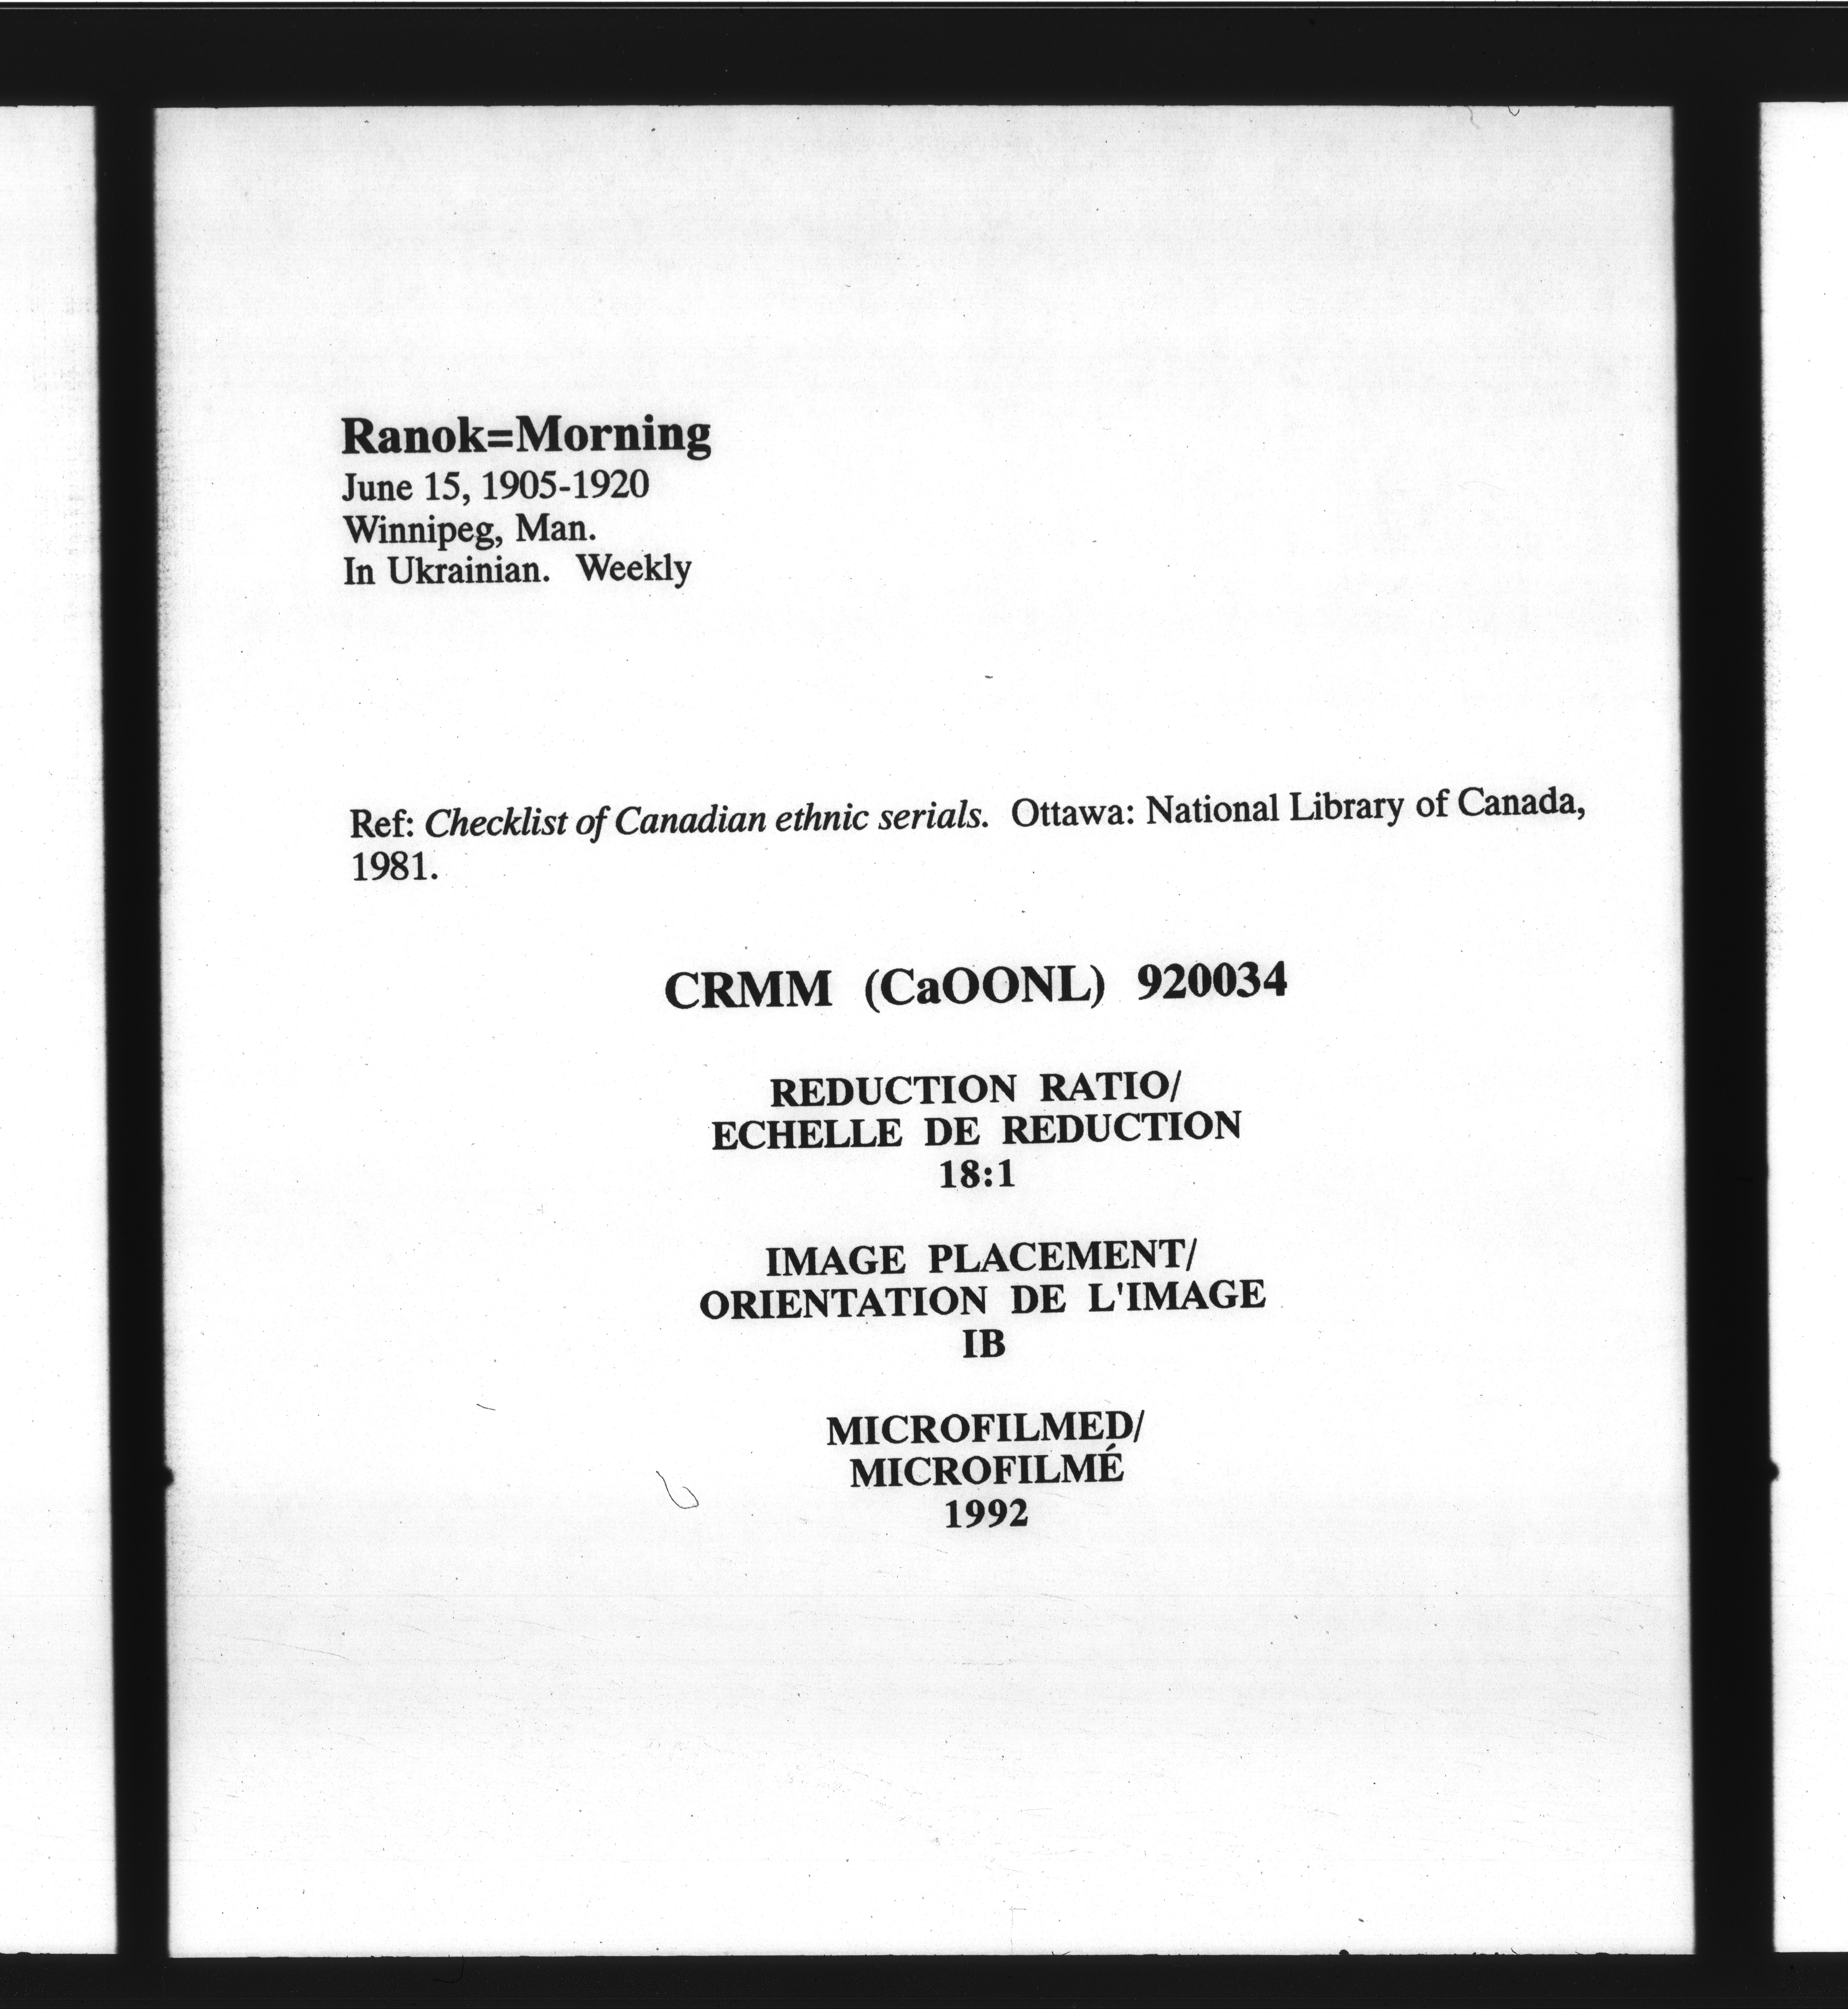 Ranok=Morning
June 15, 1905-1920
Winnipeg, Man.
In Ukrainian. Weekly
Ref: Checklist of Canadian ethnic serials. Ottawa: National Library of Canada,
1981.
CRMM (CaOONL) 920034
REDUCTION RATIO/
ECHELLE DE REDUCTION
18:1
IMAGE PLACEMENT/
ORIENTATION DE L'IMAGE
IB
MICROFILMED/
MICROFILMÉ
1992